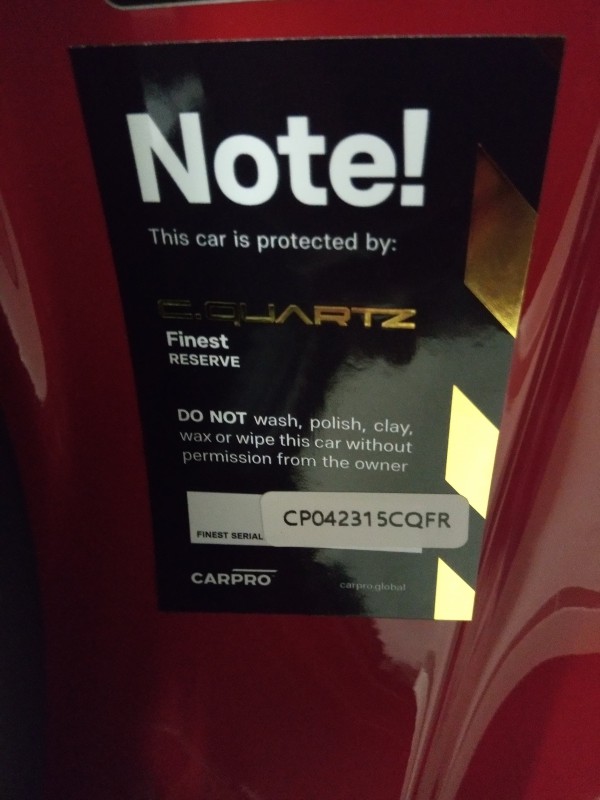 Note!
This car is protected by:
C.QUARTZ
Finest
RESERVE
DO NOT wash, polish, clay,
wax or wipe this car without
permission from the owner
CP042315CQFR
FINEST SERIAL
CARPRO
carpro.global